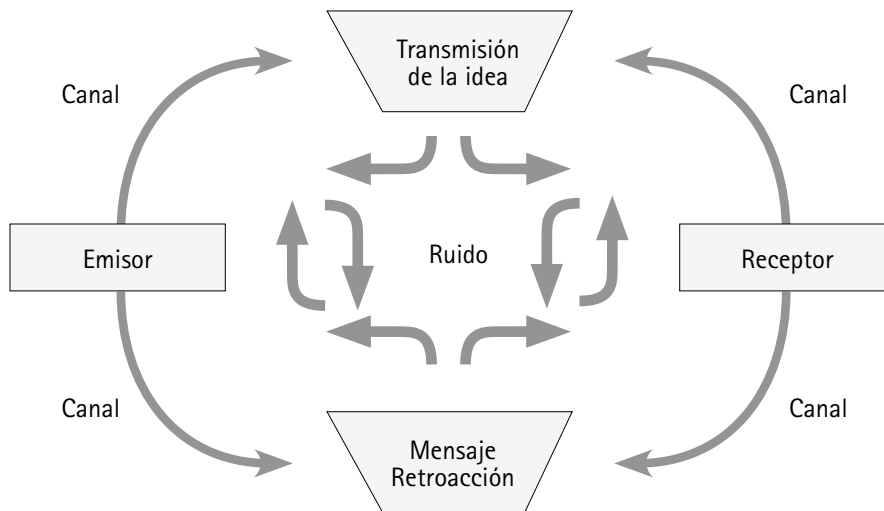 Transmisión
de la idea
Canal
Canal
Emisor
Ruido
Receptor
Canal
Canal
Mensaje
Retroacción